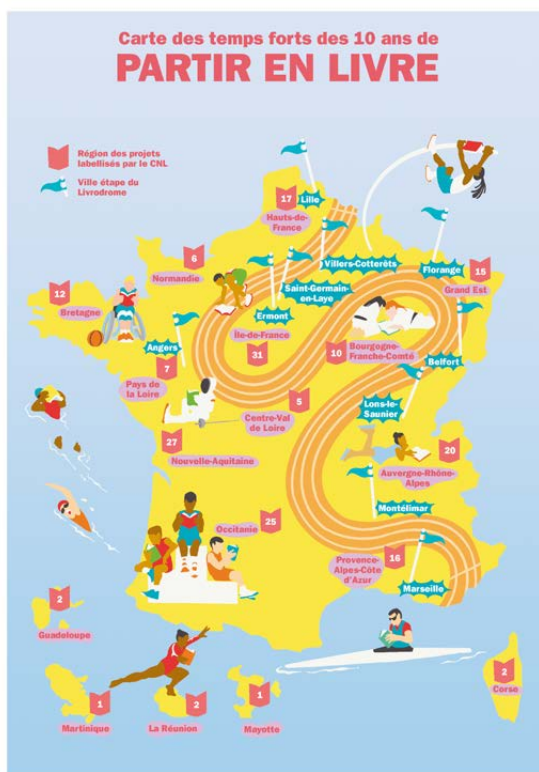 Carte des temps forts des 10 ans de
PARTIR EN LIVRE
Région des projets
labellisés par le CNL
Ville étape du
Livrodrome
17
Lille
Hauts-de-
France
6
Normandie
Villers-Cotterêts
Florange
15
Grand Est
Saint-Germain-
en-Laye
12
Bretagne
Ermont
Île-de-France
31
Angers
10
Bourgogne-
Franche-Comté
Belfort
7
Pays de
la Loire
5
Centre-Val
de Loire
Lons-le-
Saunier
27
Nouvelle-Aquitaine
20
Auvergne-Rhône-
Alpes
Montélimar
Occitanie
25
Provence-
Alpes-Côte
d'Azur
16
Marseille
2
Guadeloupe
1
Martinique
2
La Réunion
1
Mayotte
2
Corse